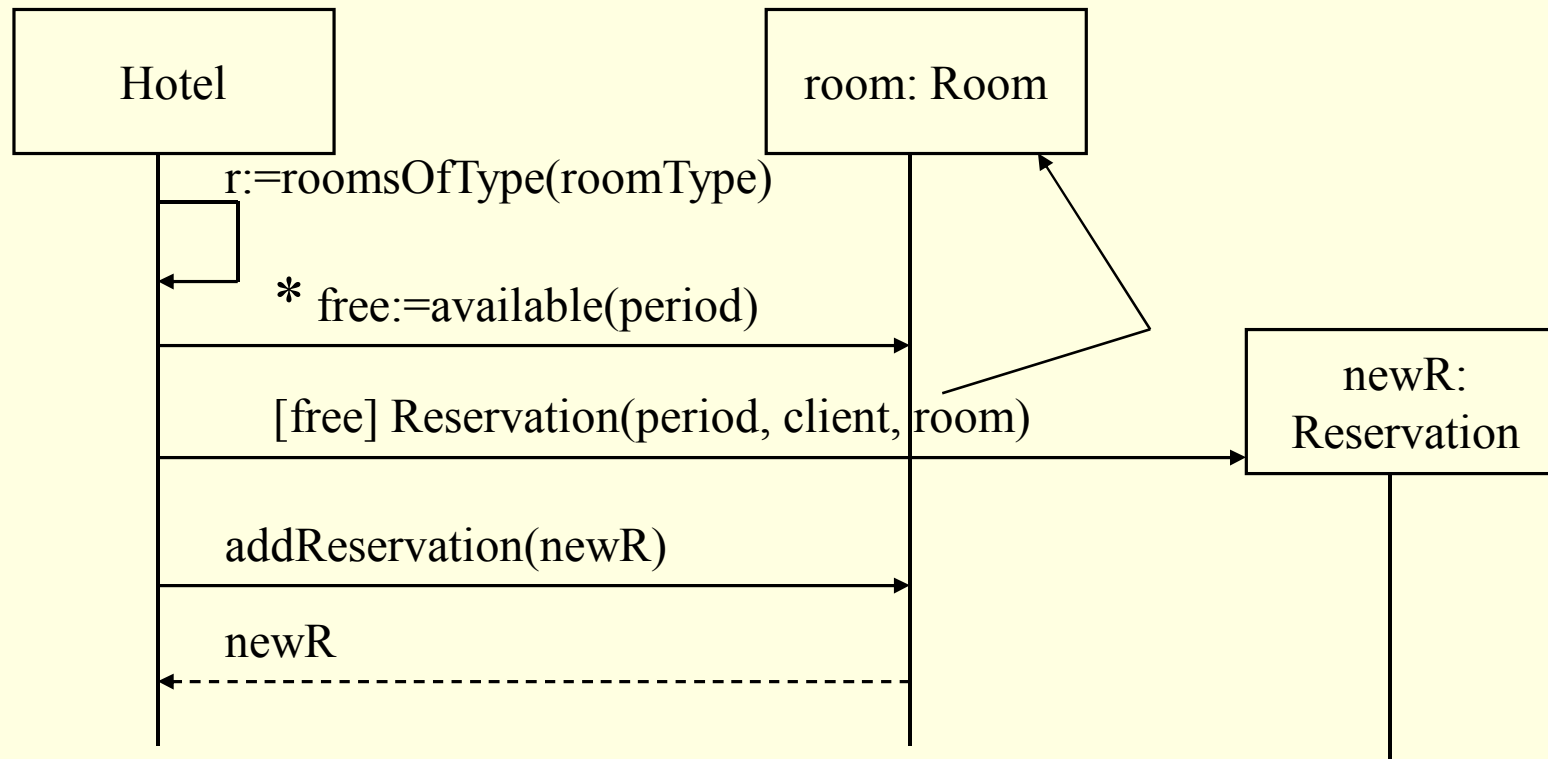 Hotel
room: Room
r:=roomsOfType(roomType)
* free:=available(period)
newR:
Reservation
[free] Reservation(period, client, room)
addReservation(newR)
newR